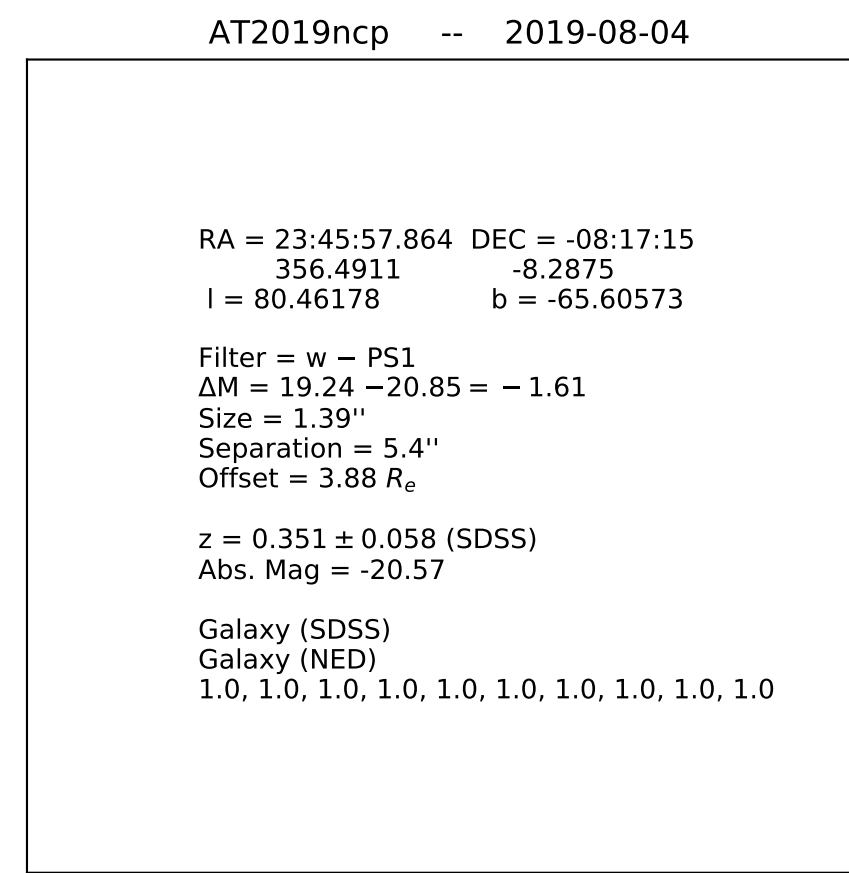 AT2019ncp -- 2019-08-04
RA = 23:45:57.864 DEC = -08:17:15
356.4911 -8.2875
l = 80.46178 b = -65.60573
Filter = w − PS1
ΔM = 19.24 −20.85 = − 1.61
Size = 1.39''
Separation = 5.4''
Offset = 3.88 Rₑ
z = 0.351 ± 0.058 (SDSS)
Abs. Mag = -20.57
Galaxy (SDSS)
Galaxy (NED)
1.0, 1.0, 1.0, 1.0, 1.0, 1.0, 1.0, 1.0, 1.0, 1.0